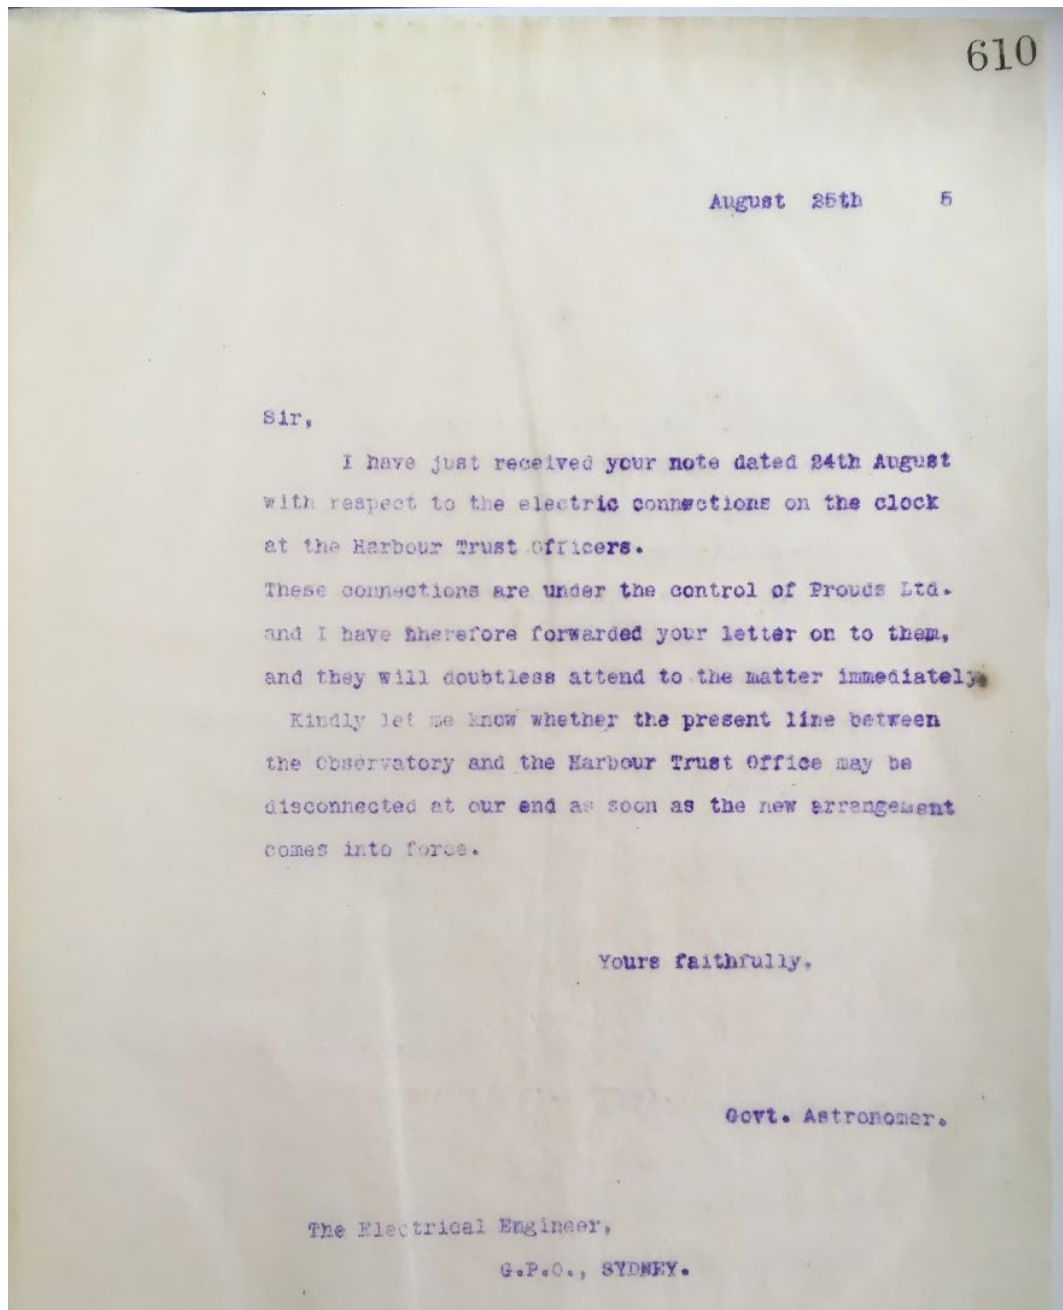 610
August 25th 5
Sir,
I have just received your note dated 24th August
with respect to the electric connections on the clock
at the Harbour Trust Officers.
These connections are under the control of Prouds Ltd.
and I have therefore forwarded your letter on to them,
and they will doubtless attend to the matter immediately.
Kindly let me know whether the present line between
the Observatory and the Harbour Trust Office may be
disconnected at our end as soon as the new arrangement
comes into force.
Yours faithfully.
Govt. Astronomer.
The Electrical Engineer,
G.P.O., SYDNEY.